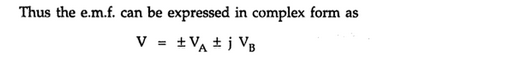 Thus the e.m.f. can be expressed in complex form as
V = ± V_A ± j V_B